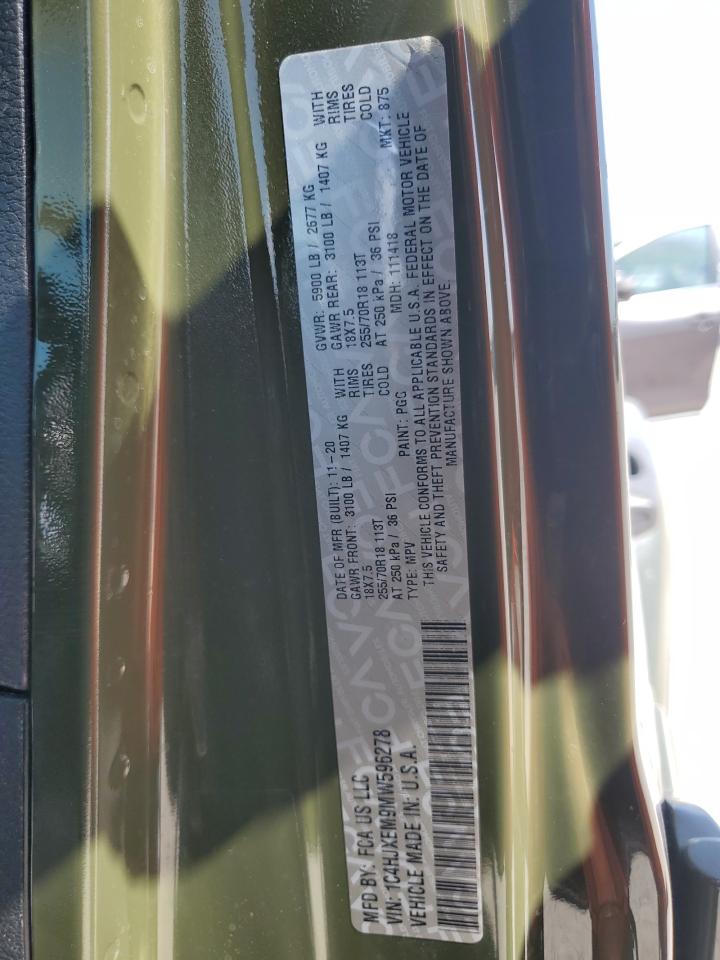 MFD BY: FCA US LLC
VIN: 1C4HJXEM9MW596278
VEHICLE MADE IN: U.S.A.
DATE OF MFR (BUILT): 11-20
GAWR FRONT: 3100 LB / 1407 KG WITH
18X7.5 RIMS
255/70R18 113T TIRES
AT 250 kPa / 36 PSI COLD
TYPE: MPV PAINT: PGC
GVWR: 5900 LB / 2677 KG
GAWR REAR: 3100 LB / 1407 KG WITH
18X7.5 RIMS
255/70R18 113T TIRES
AT 250 kPa / 36 PSI COLD
MDH: 111418 MKT: 875
THIS VEHICLE CONFORMS TO ALL APPLICABLE U.S.A. FEDERAL MOTOR VEHICLE
SAFETY AND THEFT PREVENTION STANDARDS IN EFFECT ON THE DATE OF
MANUFACTURE SHOWN ABOVE.